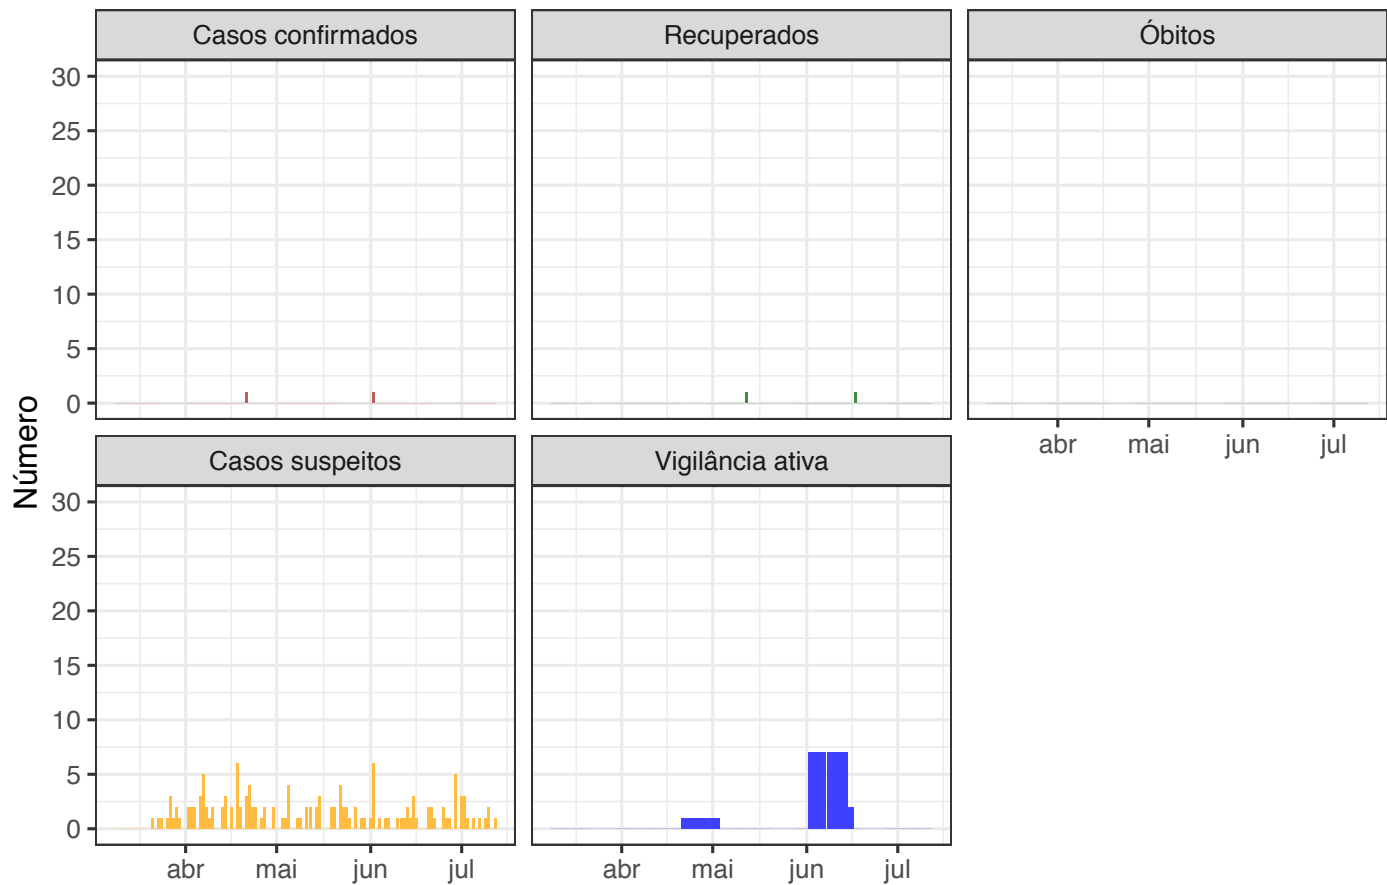 Casos confirmados
Recuperados
Óbitos
30
25
20
15
10
5
0
abr mai jun jul
Número
Casos suspeitos
Vigilância ativa
30
25
20
15
10
5
0
abr mai jun jul
abr mai jun jul